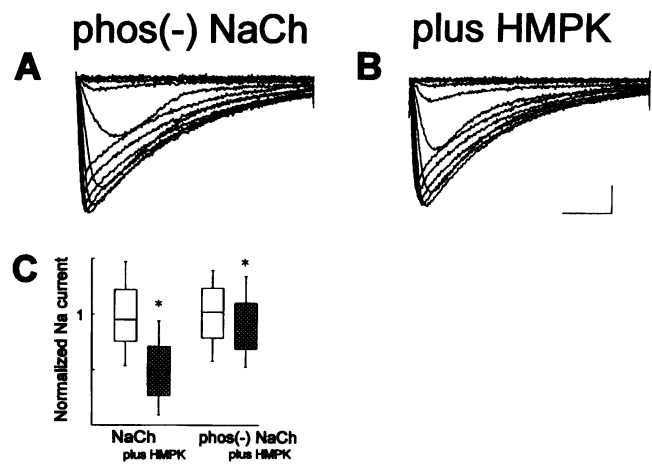 phos(-) NaCh plus HMPK
A B
C
Normalized Na current
*
*
1
NaCh phos(-) NaCh
plus HMPK plus HMPK